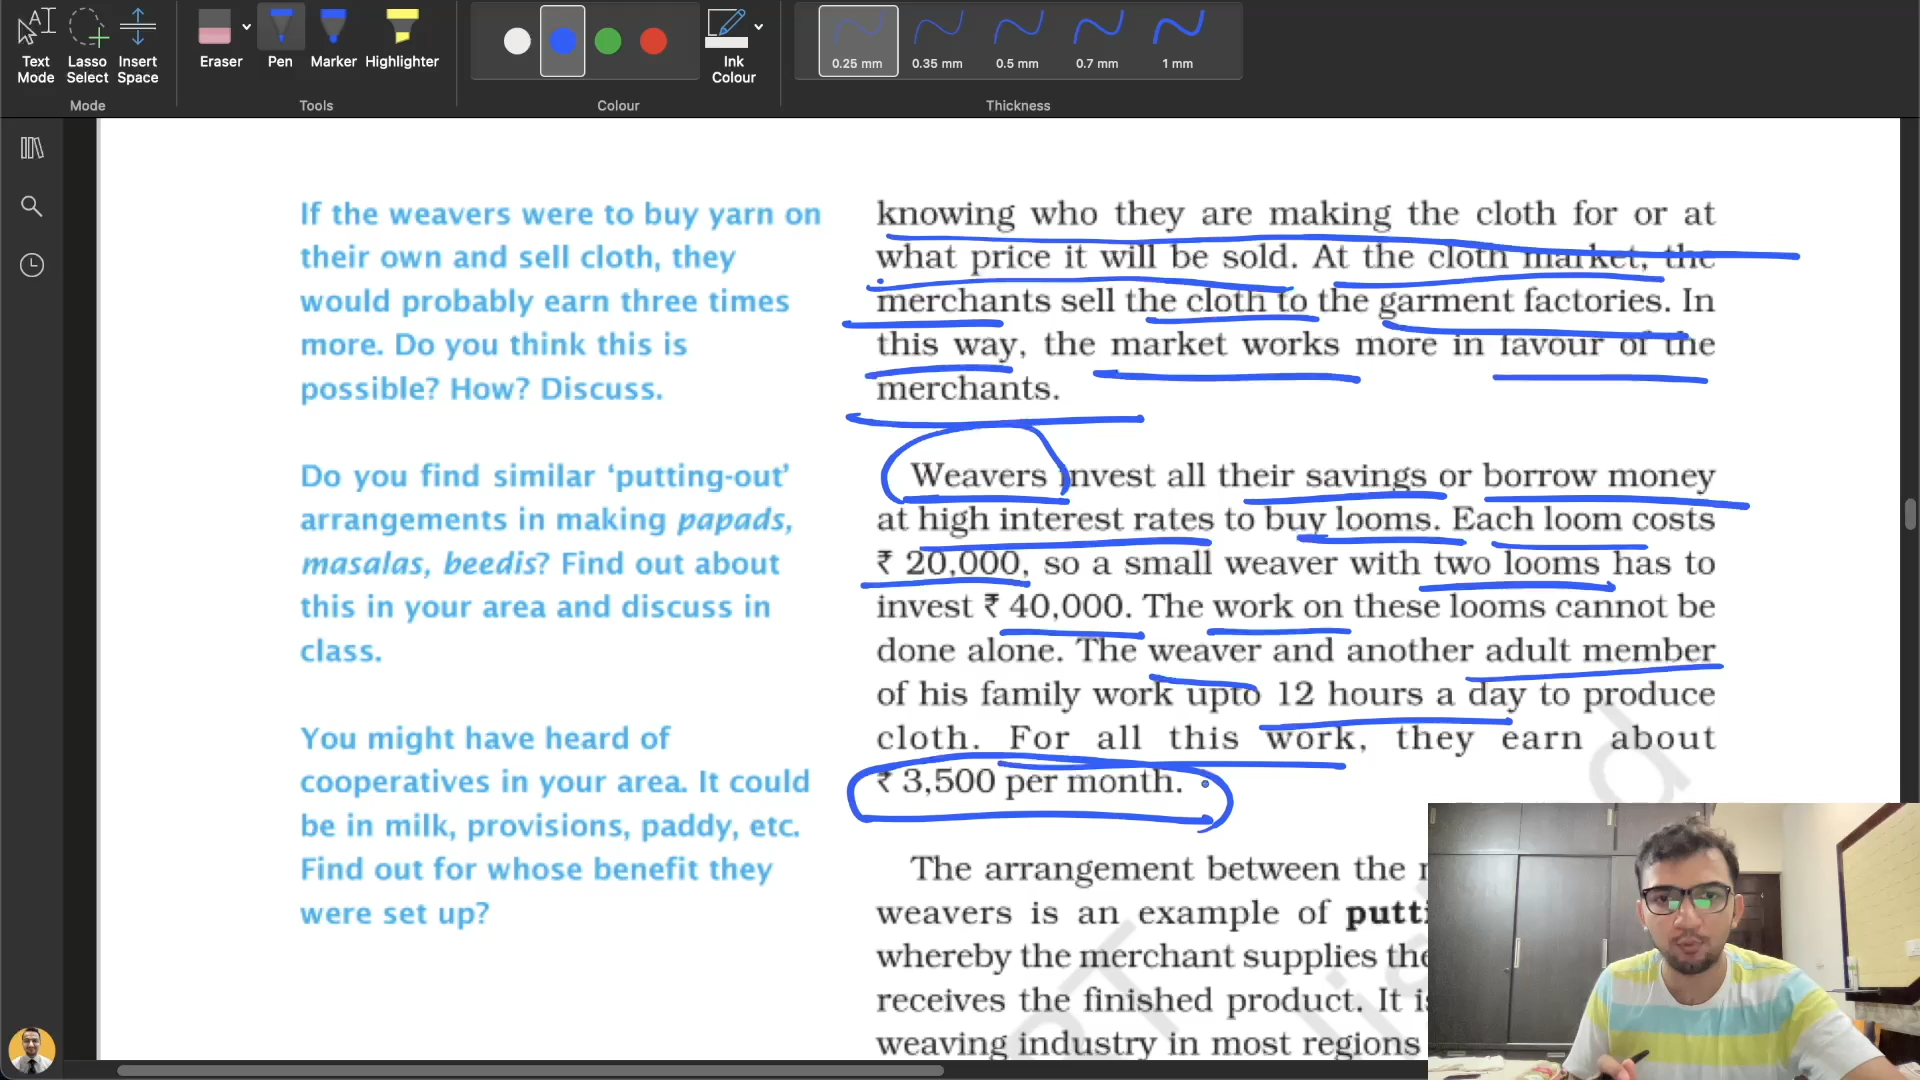 Text
Mode
Lasso
Select
Insert
Space
Eraser
Pen
Marker
Highlighter
Ink
Colour
0.25 mm
0.35 mm
0.5 mm
0.7 mm
1 mm
Mode
Tools
Colour
Thickness
If the weavers were to buy yarn on
their own and sell cloth, they
would probably earn three times
more. Do you think this is
possible? How? Discuss.
Do you find similar ‘putting-out’
arrangements in making papads,
masalas, beedis? Find out about
this in your area and discuss in
class.
You might have heard of
cooperatives in your area. It could
be in milk, provisions, paddy, etc.
Find out for whose benefit they
were set up?
knowing who they are making the cloth for or at
what price it will be sold. At the cloth market, the
merchants sell the cloth to the garment factories. In
this way, the market works more in favour of the
merchants.
Weavers invest all their savings or borrow money
at high interest rates to buy looms. Each loom costs
₹ 20,000, so a small weaver with two looms has to
invest ₹ 40,000. The work on these looms cannot be
done alone. The weaver and another adult member
of his family work upto 12 hours a day to produce
cloth. For all this work, they earn about
₹ 3,500 per month.
The arrangement between the
weavers is an example of
whereby the merchant supplies the
receives the finished product. It
weaving industry in most regions